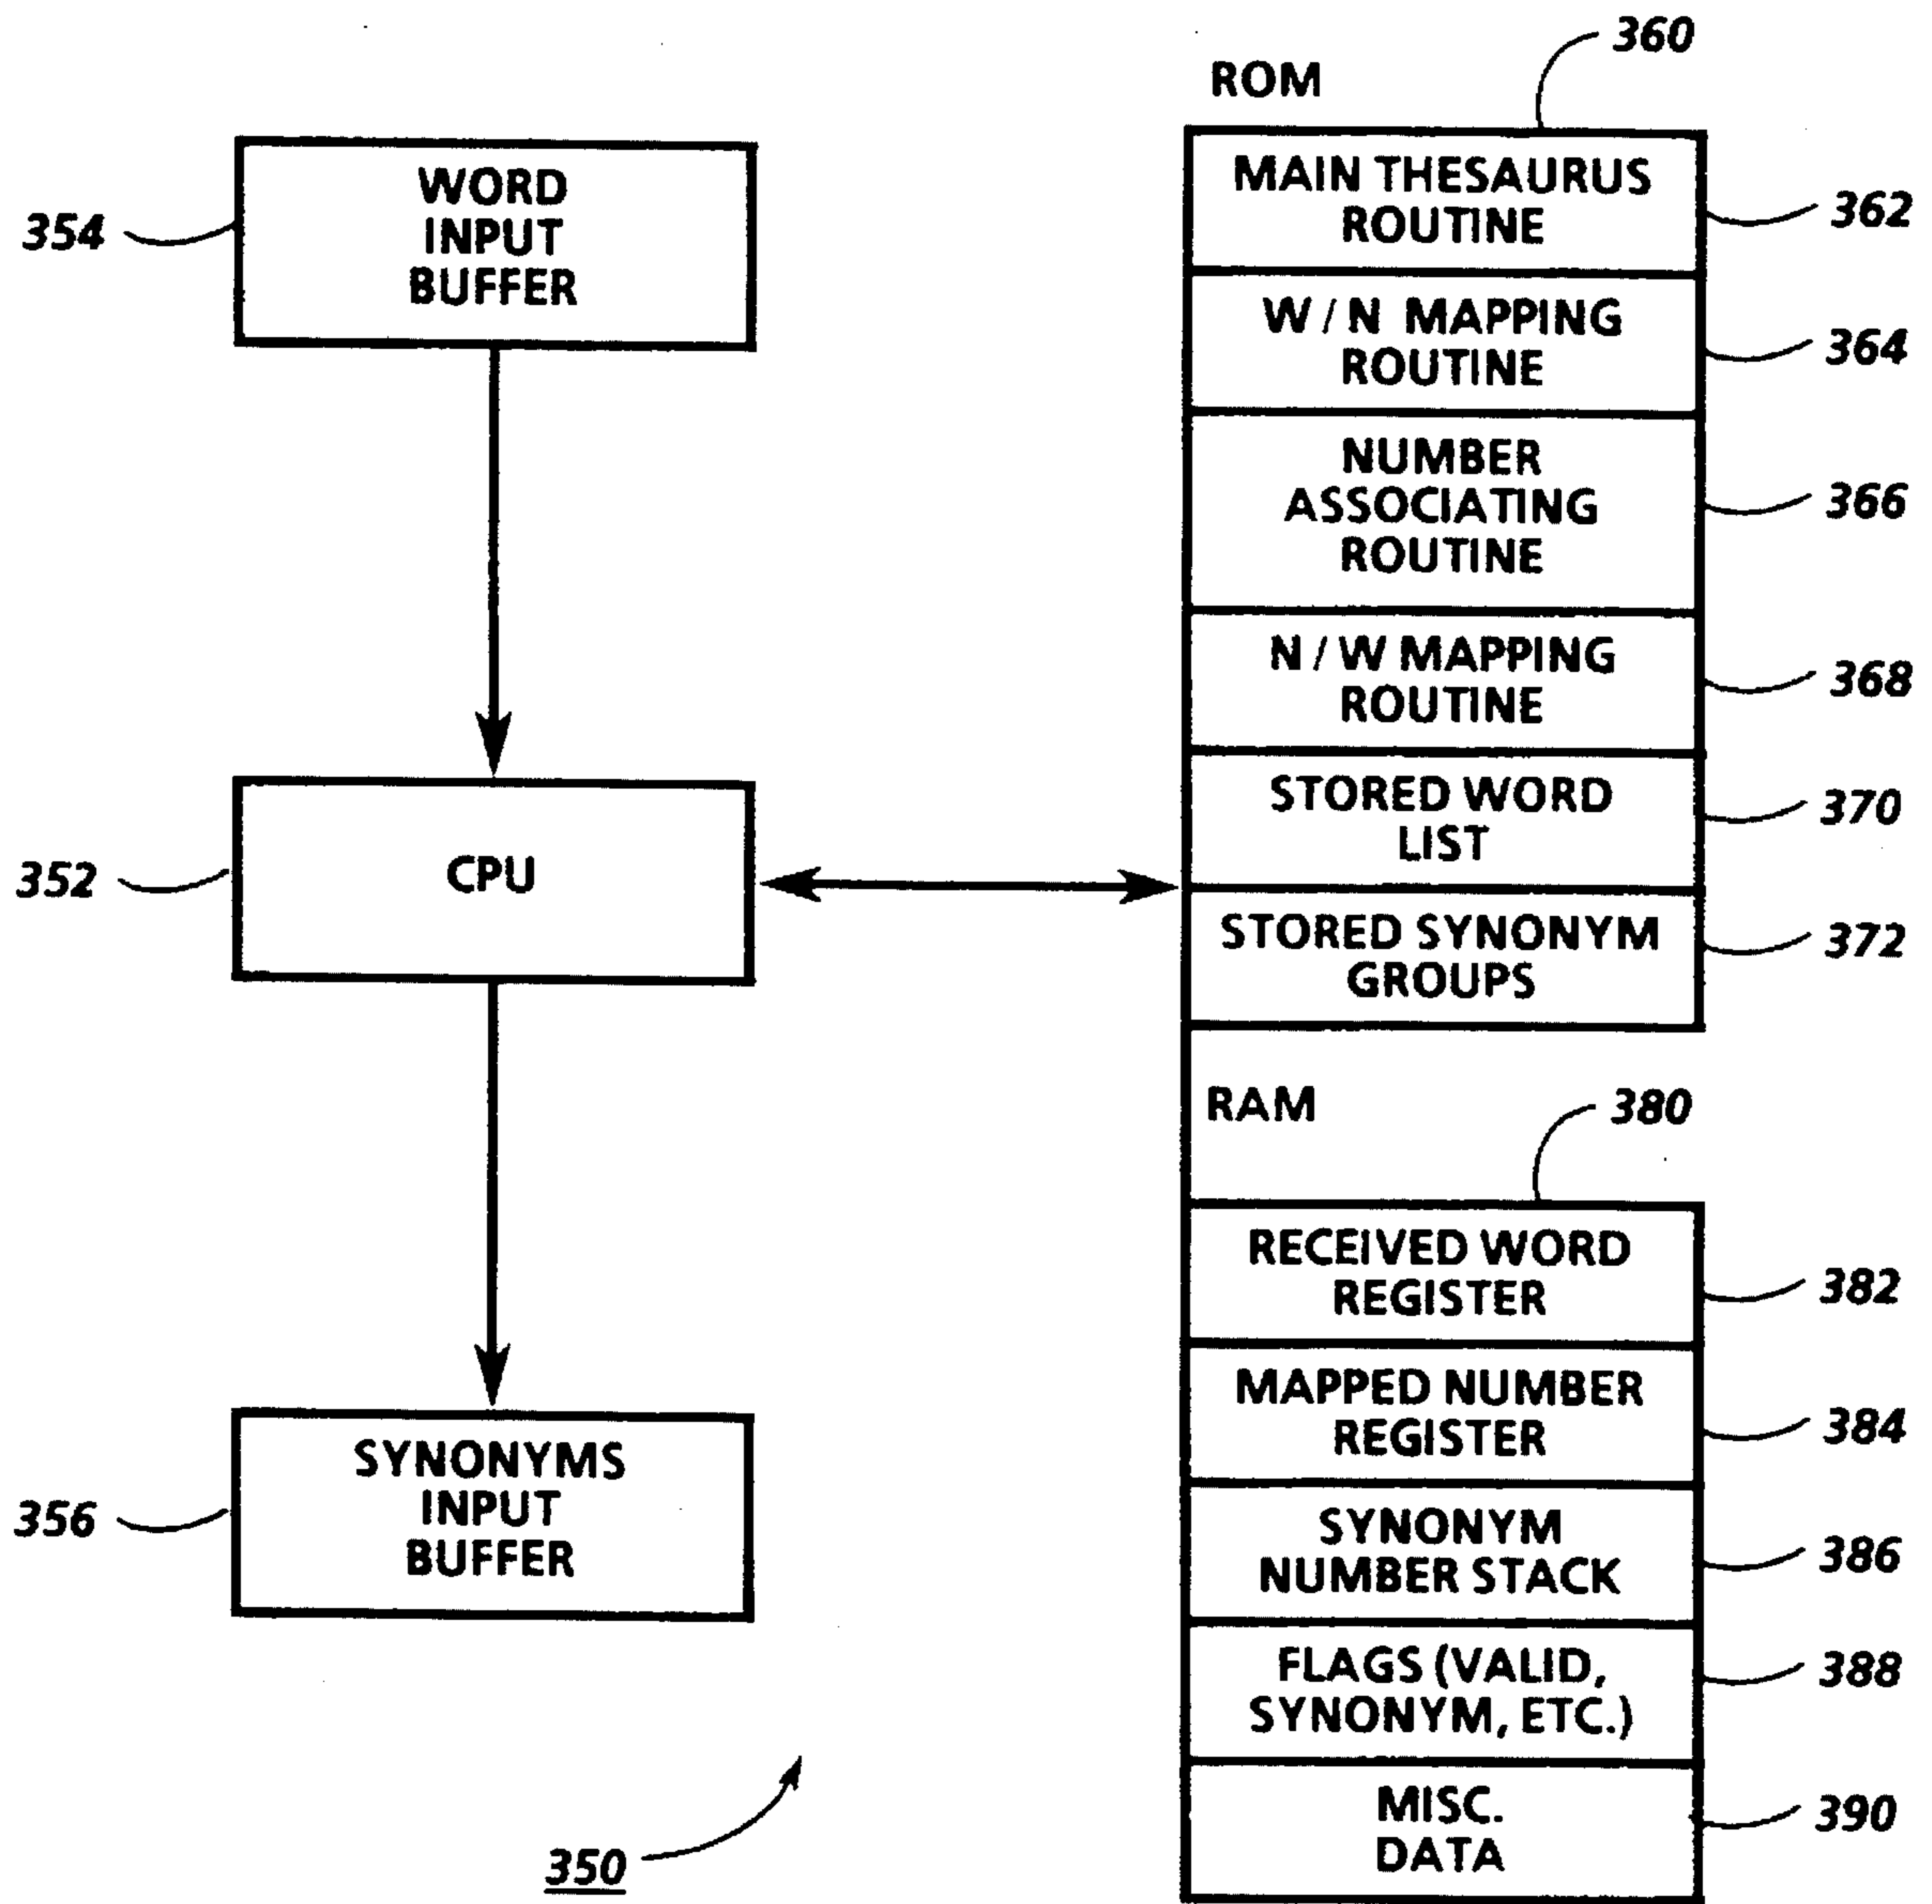 354
WORD
INPUT
BUFFER
352
CPU
356
SYNONYMS
INPUT
BUFFER
350
ROM
360
MAIN THESAURUS
ROUTINE
362
W / N MAPPING
ROUTINE
364
NUMBER
ASSOCIATING
ROUTINE
366
N / W MAPPING
ROUTINE
368
STORED WORD
LIST
370
STORED SYNONYM
GROUPS
372
RAM
380
RECEIVED WORD
REGISTER
382
MAPPED NUMBER
REGISTER
384
SYNONYM
NUMBER STACK
386
FLAGS (VALID,
SYNONYM, ETC.)
388
MISC.
DATA
390